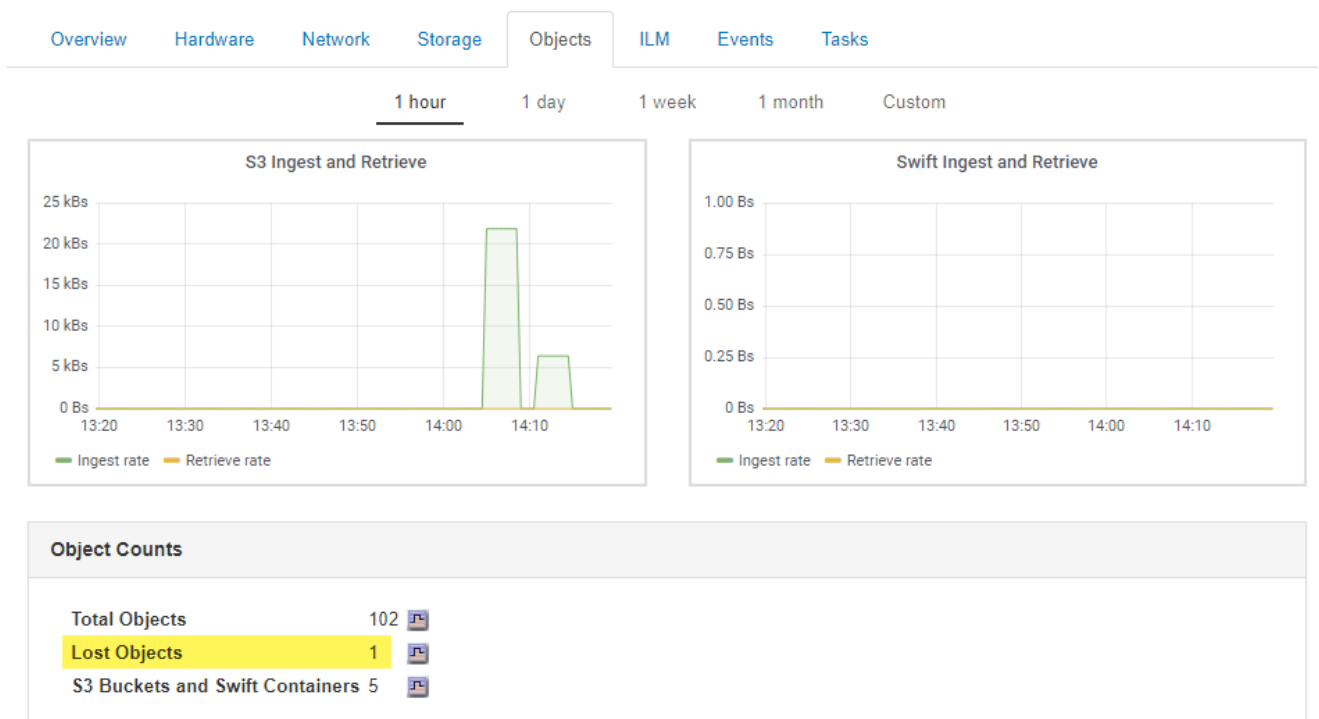 Overview Hardware Network Storage Objects ILM Events Tasks
1 hour 1 day 1 week 1 month Custom
S3 Ingest and Retrieve
25 kBs
20 kBs
15 kBs
10 kBs
5 kBs
0 Bs
13:20 13:30 13:40 13:50 14:00 14:10
Ingest rate Retrieve rate
Swift Ingest and Retrieve
1.00 Bs
0.75 Bs
0.50 Bs
0.25 Bs
0 Bs
13:20 13:30 13:40 13:50 14:00 14:10
Ingest rate Retrieve rate
Object Counts
Total Objects 102
Lost Objects 1
S3 Buckets and Swift Containers 5